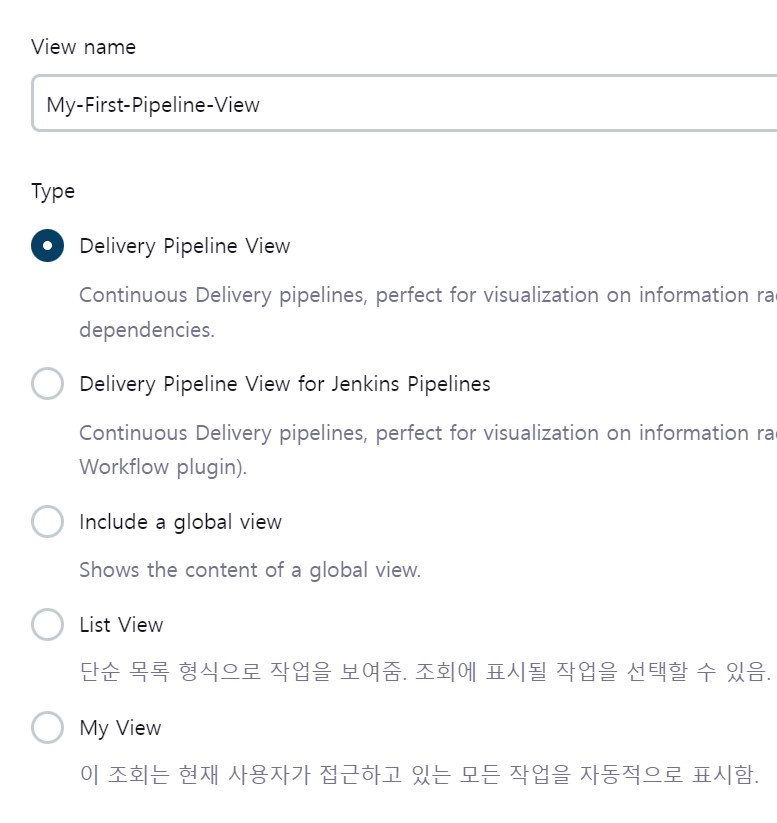 View name
My-First-Pipeline-View
Type
Delivery Pipeline View
Continuous Delivery pipelines, perfect for visualization on information
dependencies.
Delivery Pipeline View for Jenkins Pipelines
Continuous Delivery pipelines, perfect for visualization on information
Workflow plugin).
Include a global view
Shows the content of a global view.
List View
단순 목록 형식으로 작업을 보여줌. 조회에 표시될 작업을 선택할 수 있음.
My View
이 조회는 현재 사용자가 접근하고 있는 모든 작업을 자동적으로 표시함.